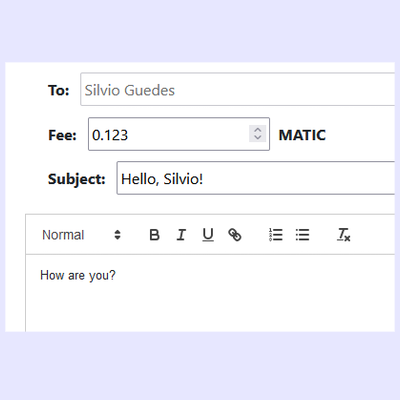 To: Silvio Guedes
Fee: 0.123 MATIC
Subject: Hello, Silvio!
Normal B I U
How are you?